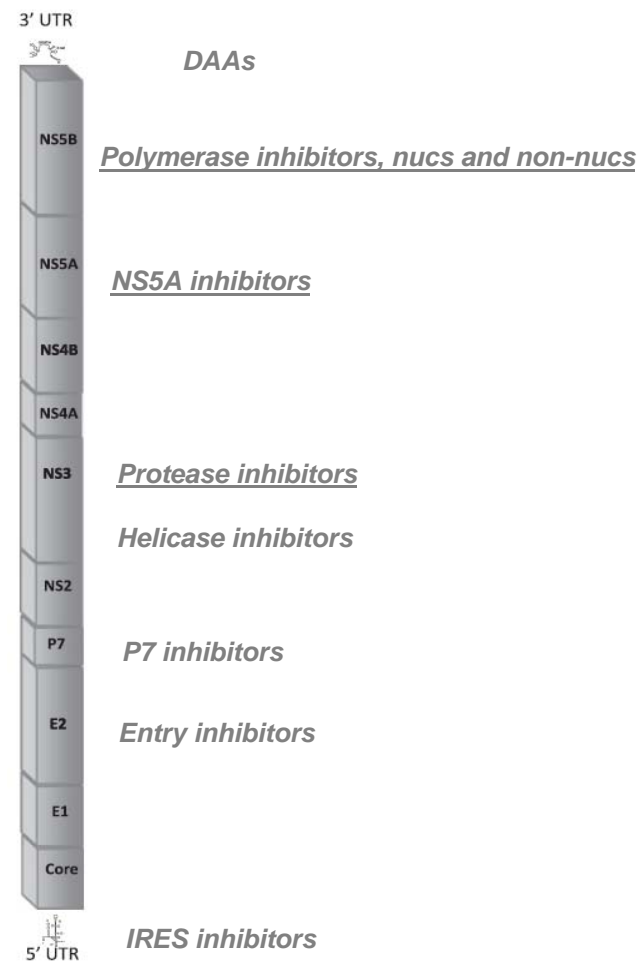 3′ UTR
DAAs
NS5B
Polymerase inhibitors, nucs and non-nucs
NS5A
NS5A inhibitors
NS4B
NS4A
NS3
Protease inhibitors
Helicase inhibitors
NS2
P7
P7 inhibitors
E2
Entry inhibitors
E1
Core
IRES inhibitors
5′ UTR